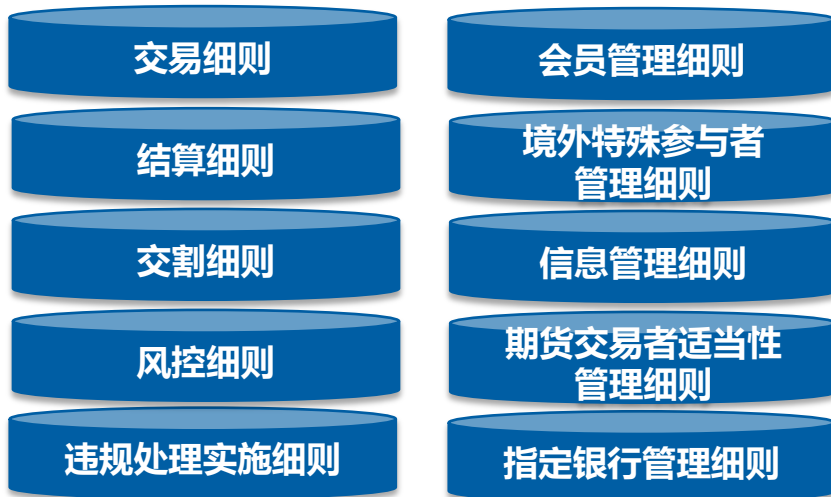 交易细则
会员管理细则
结算细则
境外特殊参与者
管理细则
交割细则
信息管理细则
风控细则
期货交易者适当性
管理细则
违规处理实施细则
指定银行管理细则